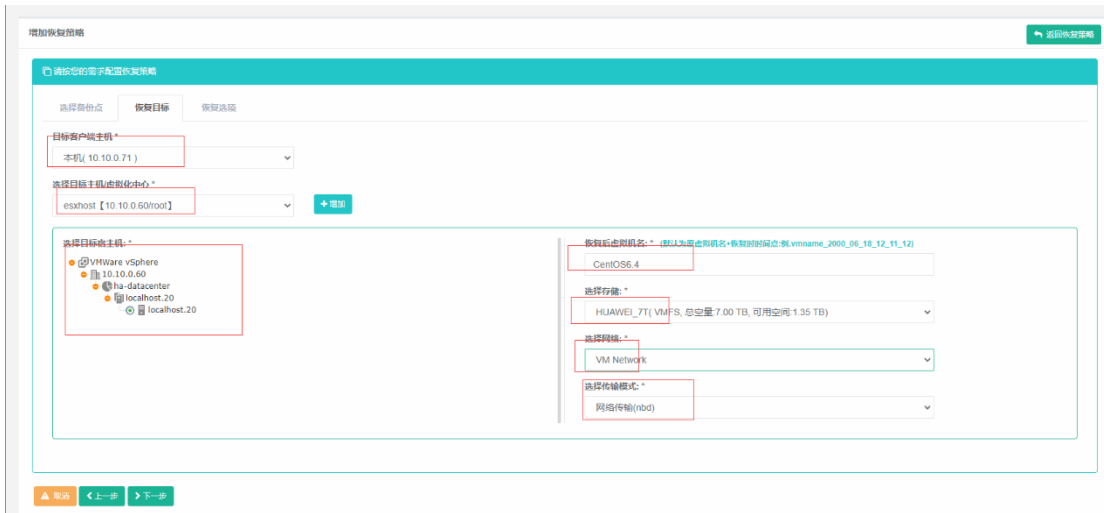 增加恢复策略
返回恢复策略
请按您的需求配置恢复策略
选择备份点 恢复目标 恢复选项
目标客户端主机 *
本机( 10.10.0.71 )
选择目标主机/虚拟化中心 *
esxhost【10.10.0.60/root】
+增加
选择目标宿主机: *
VMWare vSphere
10.10.0.60
ha-datacenter
localhost.20
localhost.20
恢复后虚拟机名: * (默认为原虚拟机名+恢复时时间点:例.vmname_2000_06_18_12_11_12)
CentOS6.4
选择存储: *
HUAWEI_7T( VMFS, 总空量:7.00 TB, 可用空间:1.35 TB)
选择网络: *
VM Network
选择传输模式: *
网络传输(nbd)
取消 上一步 下一步